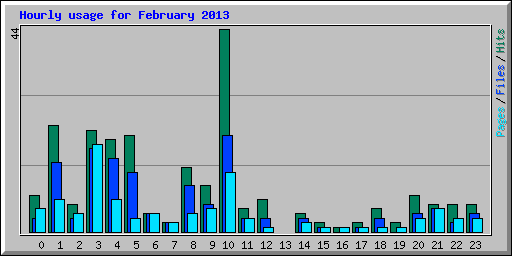 Hourly usage for February 2013
44
Pages / Files / Hits
0 1 2 3 4 5 6 7 8 9 10 11 12 13 14 15 16 17 18 19 20 21 22 23